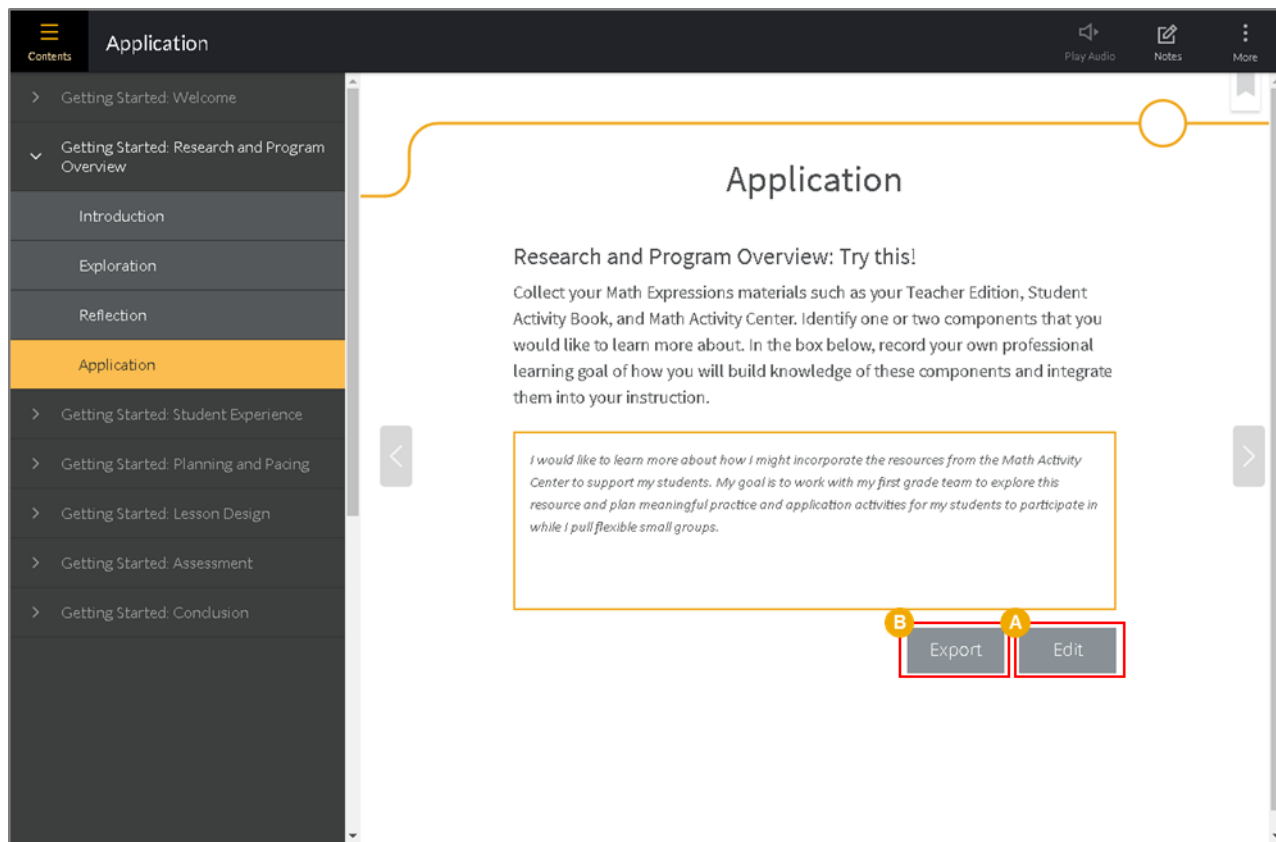 Contents
Application
Play Audio
Notes
More
Getting Started: Welcome
Getting Started: Research and Program
Overview
Introduction
Exploration
Reflection
Application
Getting Started: Student Experience
Getting Started: Planning and Pacing
Getting Started: Lesson Design
Getting Started: Assessment
Getting Started: Conclusion
Application
Research and Program Overview: Try this!
Collect your Math Expressions materials such as your Teacher Edition, Student
Activity Book, and Math Activity Center. Identify one or two components that you
would like to learn more about. In the box below, record your own professional
learning goal of how you will build knowledge of these components and integrate
them into your instruction.
I would like to learn more about how I might incorporate the resources from the Math Activity
Center to support my students. My goal is to work with my first grade team to explore this
resource and plan meaningful practice and application activities for my students to participate in
while I pull flexible small groups.
B
Export
A
Edit